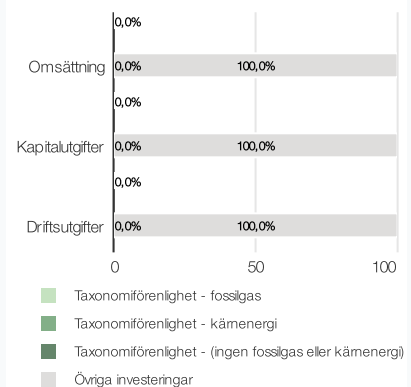 0,0%
Omsättning 0,0% 100,0%
0,0%
Kapitalutgifter 0,0% 100,0%
0,0%
Driftsutgifter 0,0% 100,0%
0 50 100
Taxonomiförenlighet - fossilgas
Taxonomiförenlighet - kärnenergi
Taxonomiförenlighet - (ingen fossilgas eller kärnenergi)
Övriga investeringar